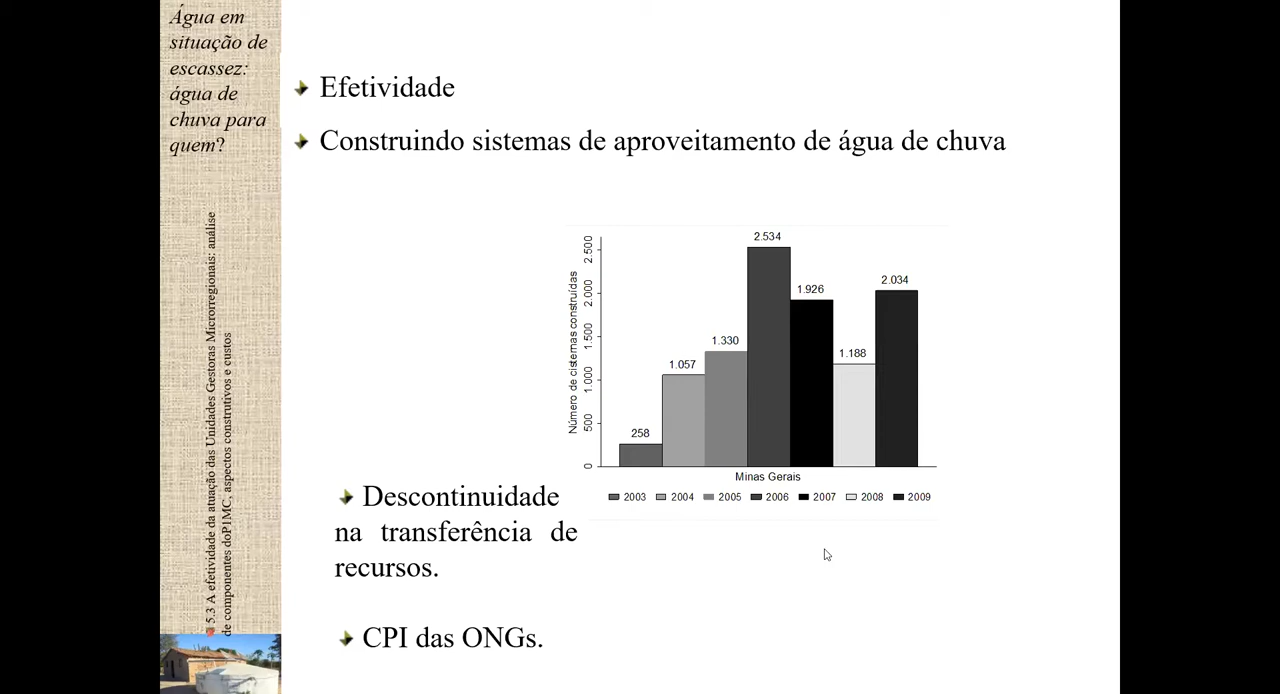 Água em
situação de
escassez:
água de
chuva para
quem?
5.3 A efetividade da atuação das Unidades Gestoras Microrregionais: análise
de componentes doP1MC, aspectos construtivos e custos
Efetividade
Construindo sistemas de aproveitamento de água de chuva
Número de cisternas construídas
2.500
2.000
1.500
1.000
500
0
258
1.057
1.330
2.534
1.926
1.188
2.034
Minas Gerais
2003 2004 2005 2006 2007 2008 2009
Descontinuidade
na transferência de
recursos.
CPI das ONGs.